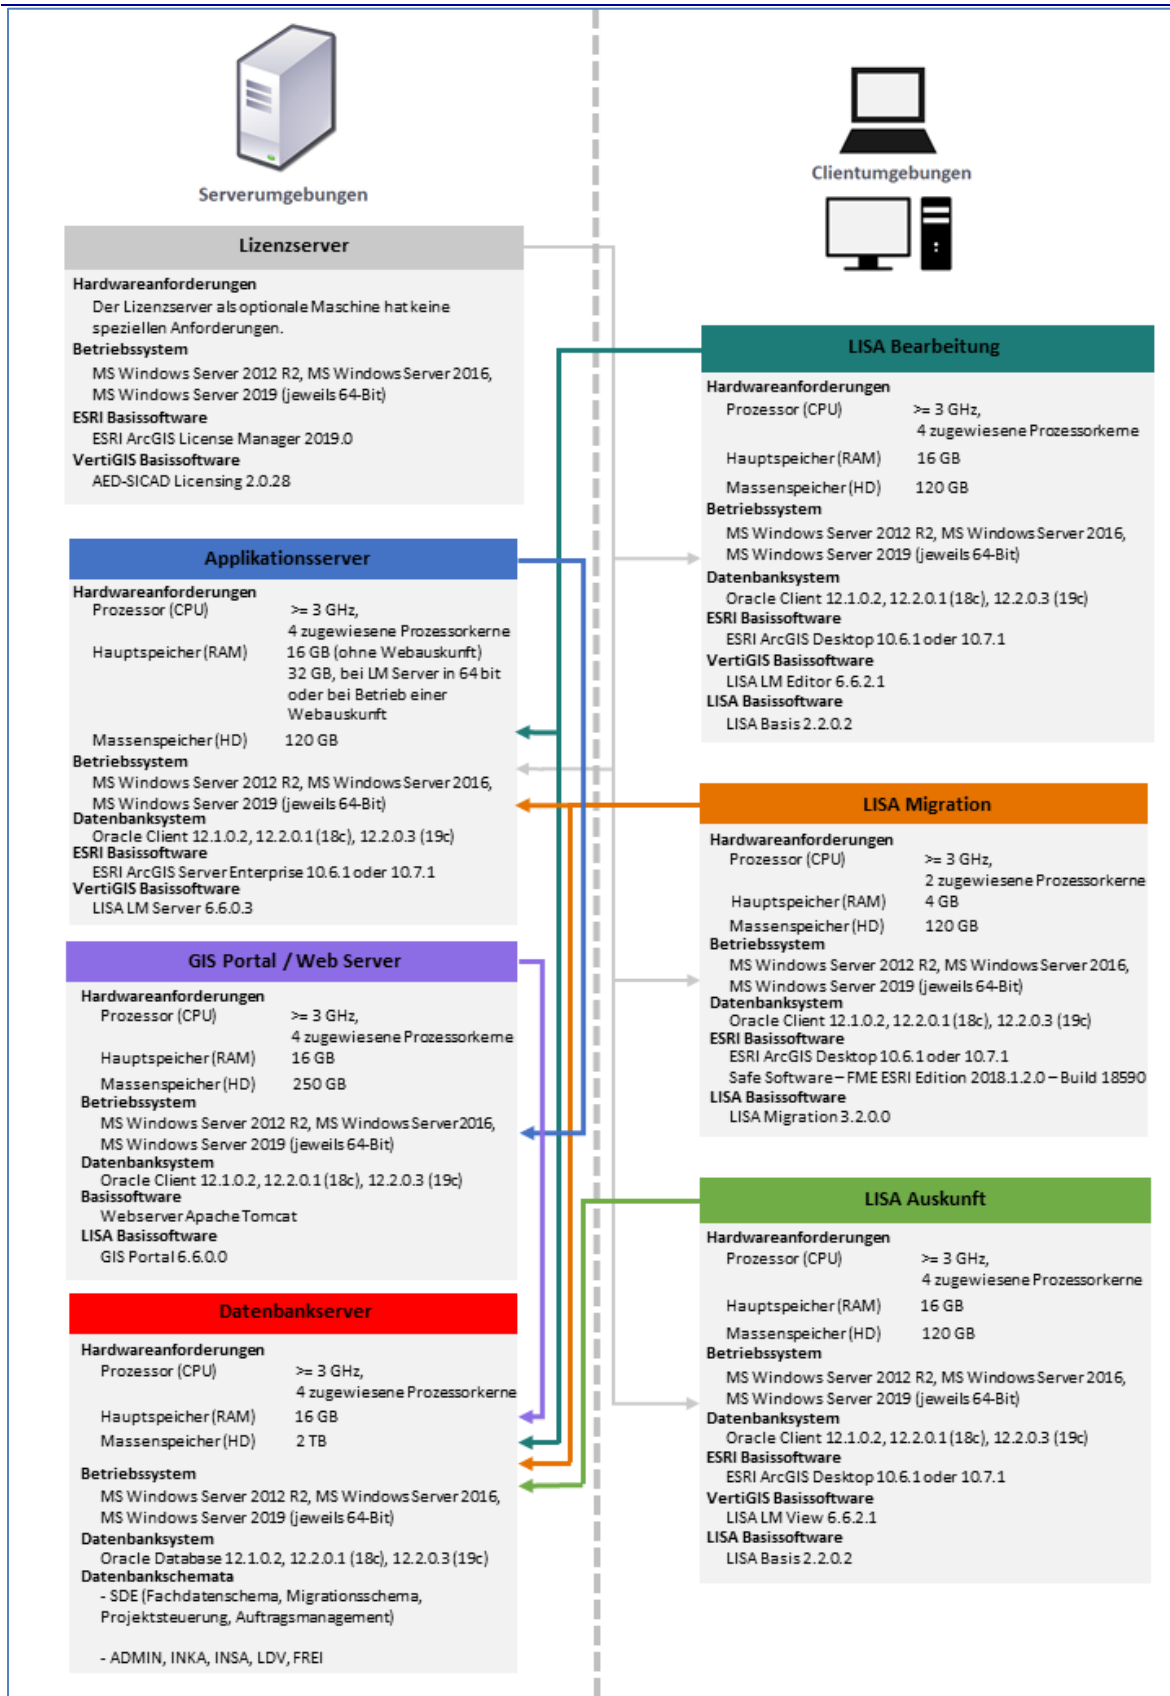 Serverumgebungen
Lizenzserver
Hardwareanforderungen
Der Lizenzserver als optionale Maschine hat keine
speziellen Anforderungen.
Betriebssystem
MS Windows Server 2012 R2, MS Windows Server 2016,
MS Windows Server 2019 (jeweils 64-Bit)
ESRI Basissoftware
ESRI ArcGIS License Manager 2019.0
VertiGIS Basissoftware
AED-SICAD Licensing 2.0.28
Applikationsserver
Hardwareanforderungen
Prozessor (CPU) >= 3 GHz,
4 zugewiesene Prozessorkerne
Hauptspeicher (RAM) 16 GB (ohne Webauskunft)
32 GB, bei LM Server in 64 bit
oder bei Betrieb einer
Webauskunft
Massenspeicher (HD) 120 GB
Betriebssystem
MS Windows Server 2012 R2, MS Windows Server 2016,
MS Windows Server 2019 (jeweils 64-Bit)
Datenbanksystem
Oracle Client 12.1.0.2, 12.2.0.1 (18c), 12.2.0.3 (19c)
ESRI Basissoftware
ESRI ArcGIS Server Enterprise 10.6.1 oder 10.7.1
VertiGIS Basissoftware
LISA LM Server 6.6.0.3
GIS Portal / Web Server
Hardwareanforderungen
Prozessor (CPU) >= 3 GHz,
4 zugewiesene Prozessorkerne
Hauptspeicher (RAM) 16 GB
Massenspeicher (HD) 250 GB
Betriebssystem
MS Windows Server 2012 R2, MS Windows Server 2016,
MS Windows Server 2019 (jeweils 64-Bit)
Datenbanksystem
Oracle Client 12.1.0.2, 12.2.0.1 (18c), 12.2.0.3 (19c)
Basissoftware
Webserver Apache Tomcat
LISA Basissoftware
GIS Portal 6.6.0.0
Datenbankserver
Hardwareanforderungen
Prozessor (CPU) >= 3 GHz,
4 zugewiesene Prozessorkerne
Hauptspeicher (RAM) 16 GB
Massenspeicher (HD) 2 TB
Betriebssystem
MS Windows Server 2012 R2, MS Windows Server 2016,
MS Windows Server 2019 (jeweils 64-Bit)
Datenbanksystem
Oracle Database 12.1.0.2, 12.2.0.1 (18c), 12.2.0.3 (19c)
Datenbankschemata
- SDE (Fachdatenschema, Migrationsschema,
Projektsteuerung, Auftragsmanagement)
- ADMIN, INKA, INSA, LDV, FREI
Clientumgebungen
LISA Bearbeitung
Hardwareanforderungen
Prozessor (CPU) >= 3 GHz,
4 zugewiesene Prozessorkerne
Hauptspeicher (RAM) 16 GB
Massenspeicher (HD) 120 GB
Betriebssystem
MS Windows Server 2012 R2, MS Windows Server 2016,
MS Windows Server 2019 (jeweils 64-Bit)
Datenbanksystem
Oracle Client 12.1.0.2, 12.2.0.1 (18c), 12.2.0.3 (19c)
ESRI Basissoftware
ESRI ArcGIS Desktop 10.6.1 oder 10.7.1
VertiGIS Basissoftware
LISA LM Editor 6.6.2.1
LISA Basissoftware
LISA Basis 2.2.0.2
LISA Migration
Hardwareanforderungen
Prozessor (CPU) >= 3 GHz,
2 zugewiesene Prozessorkerne
Hauptspeicher (RAM) 4 GB
Massenspeicher (HD) 120 GB
Betriebssystem
MS Windows Server 2012 R2, MS Windows Server 2016,
MS Windows Server 2019 (jeweils 64-Bit)
Datenbanksystem
Oracle Client 12.1.0.2, 12.2.0.1 (18c), 12.2.0.3 (19c)
ESRI Basissoftware
ESRI ArcGIS Desktop 10.6.1 oder 10.7.1
Safe Software – FME ESRI Edition 2018.1.2.0 – Build 18590
LISA Basissoftware
LISA Migration 3.2.0.0
LISA Auskunft
Hardwareanforderungen
Prozessor (CPU) >= 3 GHz,
4 zugewiesene Prozessorkerne
Hauptspeicher (RAM) 16 GB
Massenspeicher (HD) 120 GB
Betriebssystem
MS Windows Server 2012 R2, MS Windows Server 2016,
MS Windows Server 2019 (jeweils 64-Bit)
Datenbanksystem
Oracle Client 12.1.0.2, 12.2.0.1 (18c), 12.2.0.3 (19c)
ESRI Basissoftware
ESRI ArcGIS Desktop 10.6.1 oder 10.7.1
VertiGIS Basissoftware
LISA LM View 6.6.2.1
LISA Basissoftware
LISA Basis 2.2.0.2